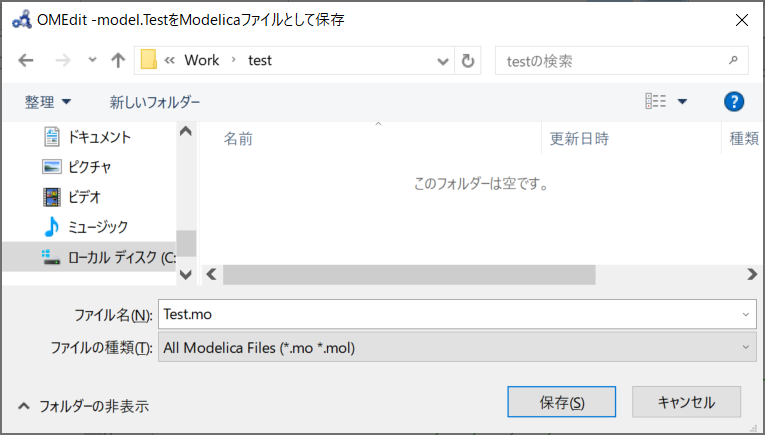 OMEdit -model.TestをModelicaファイルとして保存
« Work › test
testの検索
整理 新しいフォルダー
ドキュメント
ピクチャ
ビデオ
ミュージック
ローカル ディスク (C:
名前 更新日時 種類
このフォルダーは空です。
ファイル名(N): Test.mo
ファイルの種類(T): All Modelica Files (*.mo *.mol)
フォルダーの非表示
保存(S) キャンセル